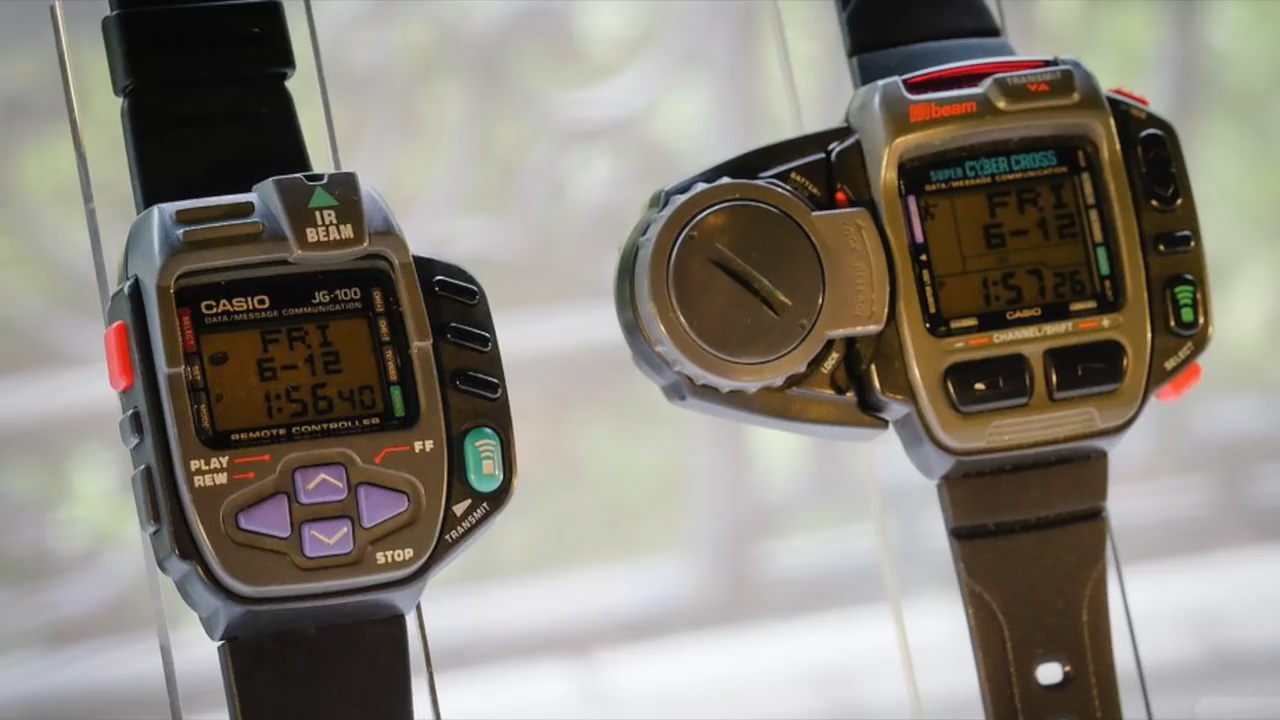 IR
BEAM
CASIO JG-100
DATA/MESSAGE COMMUNICATION
SELECT
MODE
FRI
6-12
1:56 40
REMOTE CONTROLLER
PLAY
REW
FF
STOP
TRANSMIT
beam
TRANSMIT
SUPER CYBER CROSS
DATA/MESSAGE COMMUNICATION
FRI
6-12
1:57 26
CASIO
- CHANNEL/SHIFT +
SELECT
LOCK